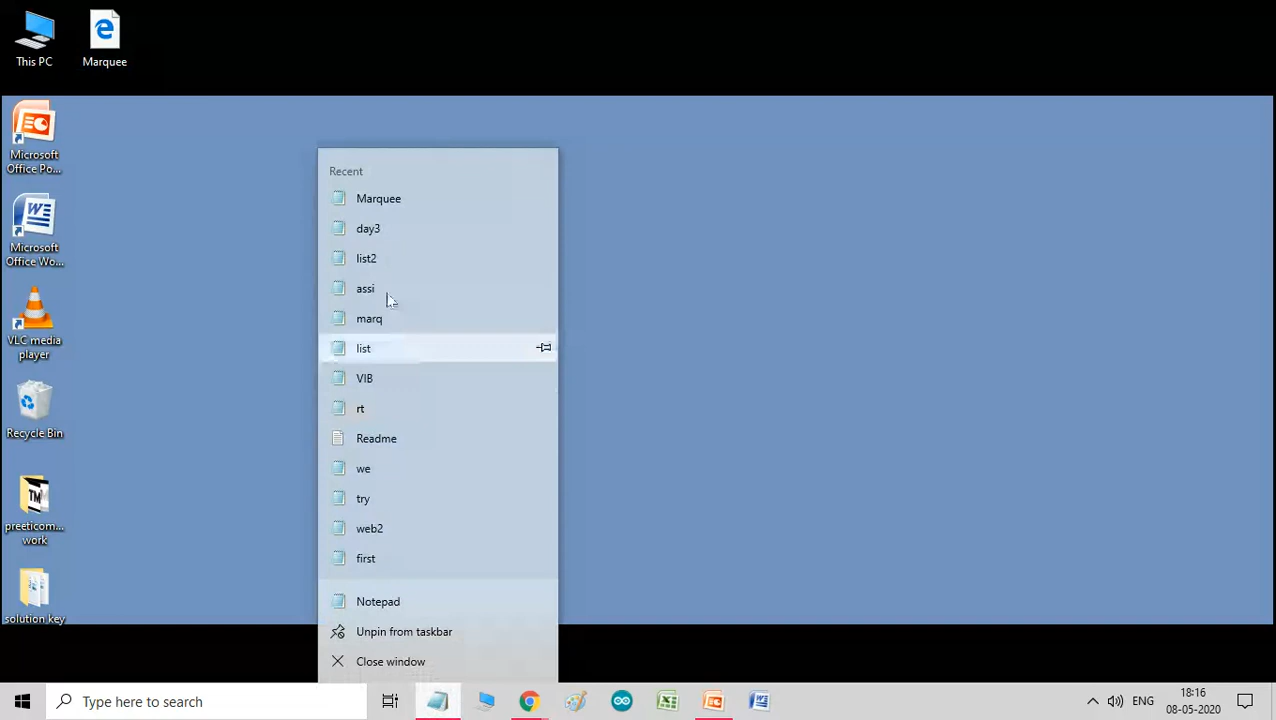 This PC
Marquee
Microsoft
Office Po...
Microsoft
Office Wo...
VLC media
player
Recycle Bin
TM
preeticom...
work
solution key
Recent
Marquee
day3
list2
assi
marq
list
VIB
rt
Readme
we
try
web2
first
Notepad
Unpin from taskbar
Close window
Type here to search
ENG
18:16
08-05-2020